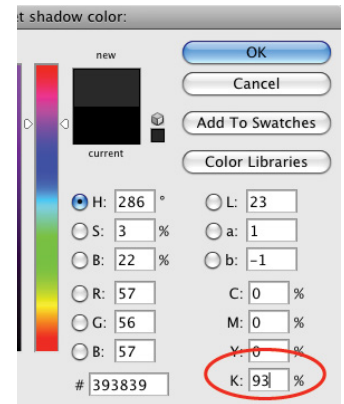 t shadow color:
new
OK
Cancel
Add To Swatches
current
Color Libraries
H: 286 °
L: 23
S: 3 %
a: 1
B: 22 %
b: -1
R: 57
C: 0 %
G: 56
M: 0 %
B: 57
Y: 0 %
# 393839
K: 93 %